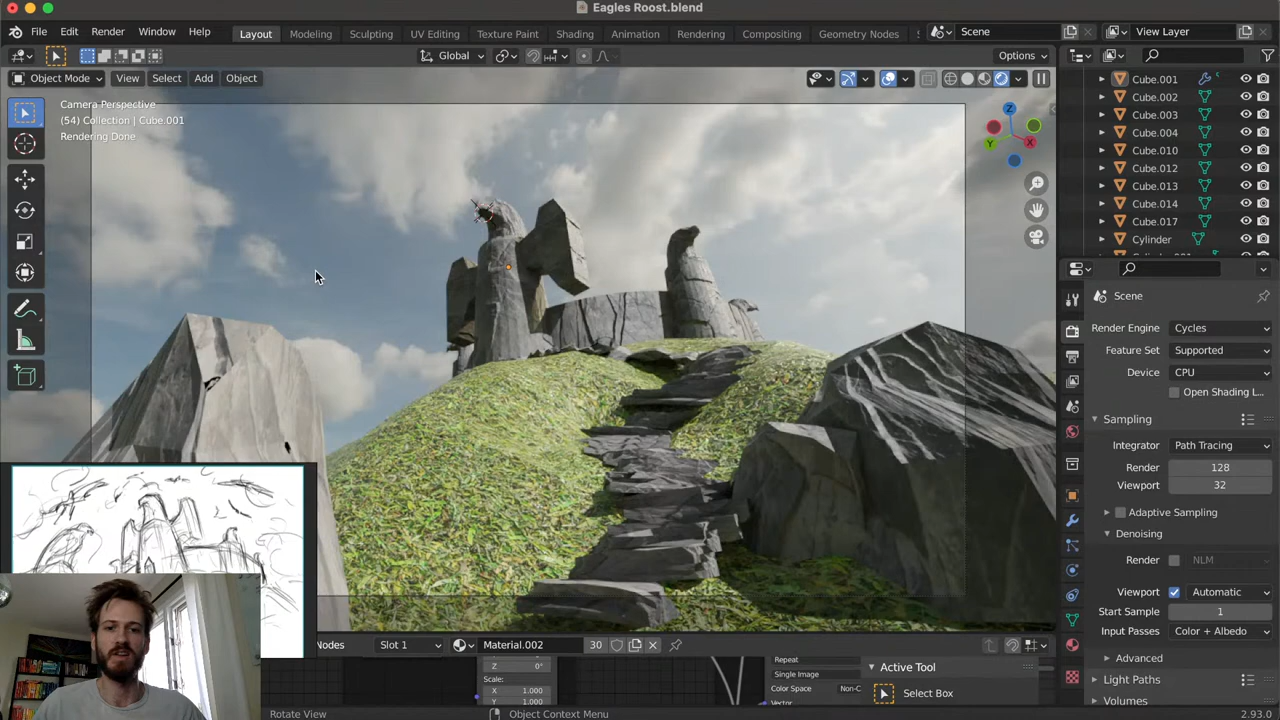 Eagles Roost.blend
File Edit Render Window Help
Layout Modeling Sculpting UV Editing Texture Paint Shading Animation Rendering Compositing Geometry Nodes
Scene
View Layer
Global
Options
Object Mode View Select Add Object
Camera Perspective
(54) Collection | Cube.001
Rendering Done
Z
Y
X
Cube.001
Cube.002
Cube.003
Cube.004
Cube.010
Cube.012
Cube.013
Cube.014
Cube.017
Cylinder
Scene
Render Engine Cycles
Feature Set Supported
Device CPU
Open Shading L...
Sampling
Integrator Path Tracing
Render 128
Viewport 32
Adaptive Sampling
Denoising
Render NLM
Viewport Automatic
Start Sample 1
Input Passes Color + Albedo
Advanced
Light Paths
Volumes
Nodes Slot 1 Material.002 30
Z 0°
Scale:
X 1.000
Y 1.000
Repeat
Single Image
Color Space Non-C
Vector
Active Tool
Select Box
Rotate View
Object Context Menu
2.93.0